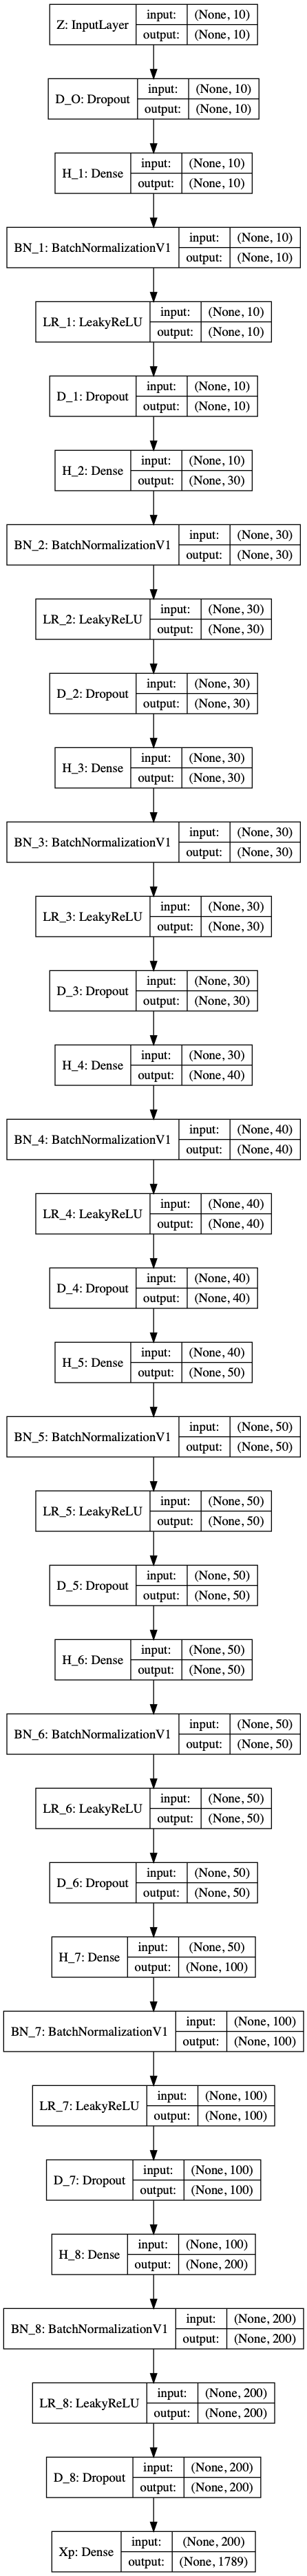 Z: InputLayer input: (None, 10)
output: (None, 10)
D_O: Dropout input: (None, 10)
output: (None, 10)
H_1: Dense input: (None, 10)
output: (None, 10)
BN_1: BatchNormalizationV1 input: (None, 10)
output: (None, 10)
LR_1: LeakyReLU input: (None, 10)
output: (None, 10)
D_1: Dropout input: (None, 10)
output: (None, 10)
H_2: Dense input: (None, 10)
output: (None, 30)
BN_2: BatchNormalizationV1 input: (None, 30)
output: (None, 30)
LR_2: LeakyReLU input: (None, 30)
output: (None, 30)
D_2: Dropout input: (None, 30)
output: (None, 30)
H_3: Dense input: (None, 30)
output: (None, 30)
BN_3: BatchNormalizationV1 input: (None, 30)
output: (None, 30)
LR_3: LeakyReLU input: (None, 30)
output: (None, 30)
D_3: Dropout input: (None, 30)
output: (None, 30)
H_4: Dense input: (None, 30)
output: (None, 40)
BN_4: BatchNormalizationV1 input: (None, 40)
output: (None, 40)
LR_4: LeakyReLU input: (None, 40)
output: (None, 40)
D_4: Dropout input: (None, 40)
output: (None, 40)
H_5: Dense input: (None, 40)
output: (None, 50)
BN_5: BatchNormalizationV1 input: (None, 50)
output: (None, 50)
LR_5: LeakyReLU input: (None, 50)
output: (None, 50)
D_5: Dropout input: (None, 50)
output: (None, 50)
H_6: Dense input: (None, 50)
output: (None, 50)
BN_6: BatchNormalizationV1 input: (None, 50)
output: (None, 50)
LR_6: LeakyReLU input: (None, 50)
output: (None, 50)
D_6: Dropout input: (None, 50)
output: (None, 50)
H_7: Dense input: (None, 50)
output: (None, 100)
BN_7: BatchNormalizationV1 input: (None, 100)
output: (None, 100)
LR_7: LeakyReLU input: (None, 100)
output: (None, 100)
D_7: Dropout input: (None, 100)
output: (None, 100)
H_8: Dense input: (None, 100)
output: (None, 200)
BN_8: BatchNormalizationV1 input: (None, 200)
output: (None, 200)
LR_8: LeakyReLU input: (None, 200)
output: (None, 200)
D_8: Dropout input: (None, 200)
output: (None, 200)
Xp: Dense input: (None, 200)
output: (None, 1789)